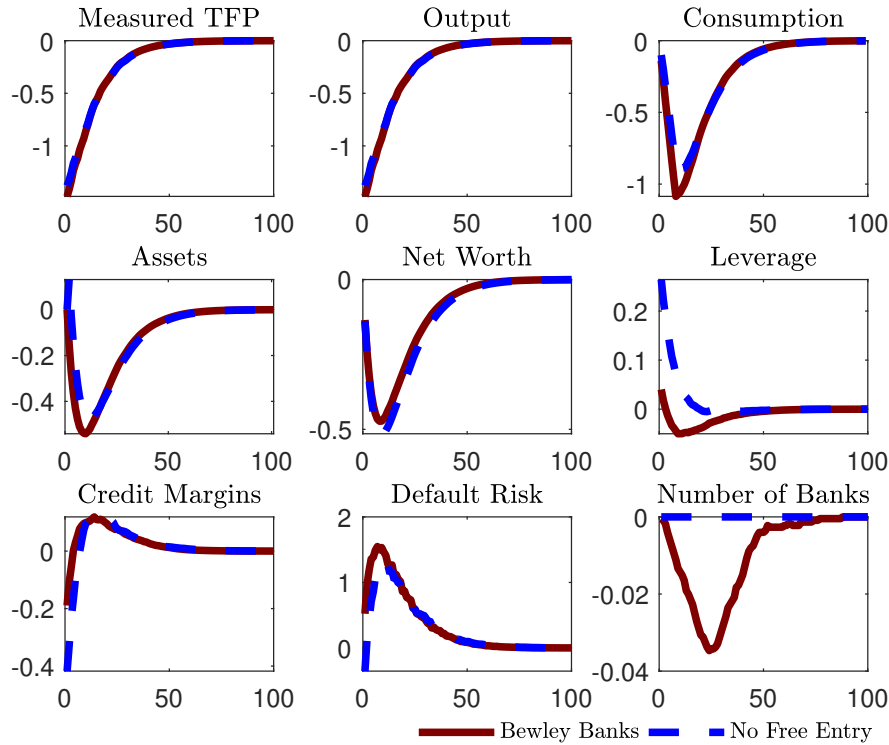 Measured TFP
Output
Consumption
0
-0.5
-1
0 50 100
0
-0.5
-1
0 50 100
0
-0.5
-1
0 50 100
Assets
Net Worth
Leverage
0
-0.2
-0.4
0 50 100
0
-0.5
0 50 100
0.2
0.1
0
0 50 100
Credit Margins
Default Risk
Number of Banks
0
-0.2
-0.4
0 50 100
2
1
0
0 50 100
0
-0.02
-0.04
0 50 100
Bewley Banks
No Free Entry